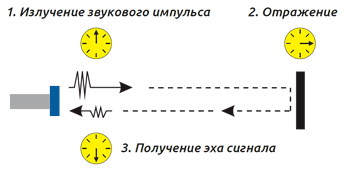 1. Излучение звукового импульса
2. Отражение
3. Получение эха сигнала